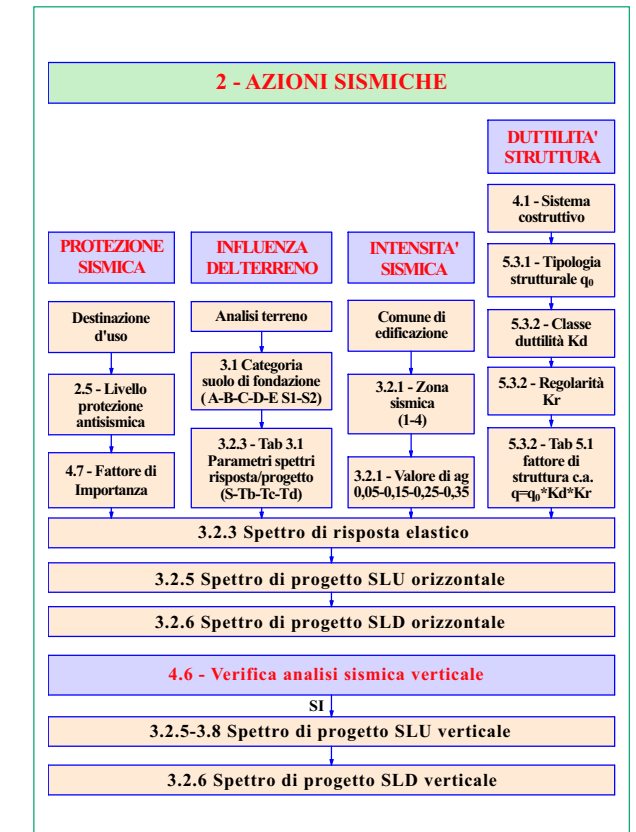 2 - AZIONI SISMICHE
PROTEZIONE
SISMICA
Destinazione
d'uso
2.5 - Livello
protezione
antisismica
4.7 - Fattore di
Importanza
INFLUENZA
DEL TERRENO
Analisi terreno
3.1 Categoria
suolo di fondazione
( A-B-C-D-E S1-S2)
3.2.3 - Tab 3.1
Parametri spettri
risposta/progetto
(S-Tb-Tc-Td)
INTENSITA'
SISMICA
Comune di
edificazione
3.2.1 - Zona
sismica
(1-4)
3.2.1 - Valore di ag
0,05-0,15-0,25-0,35
DUTTILITA'
STRUTTURA
4.1 - Sistema
costruttivo
5.3.1 - Tipologia
strutturale q₀
5.3.2 - Classe
duttilità Kd
5.3.2 - Regolarità
Kr
5.3.2 - Tab 5.1
fattore di
struttura c.a.
q=q₀*Kd*Kr
3.2.3 Spettro di risposta elastico
3.2.5 Spettro di progetto SLU orizzontale
3.2.6 Spettro di progetto SLD orizzontale
4.6 - Verifica analisi sismica verticale
SI
3.2.5-3.8 Spettro di progetto SLU verticale
3.2.6 Spettro di progetto SLD verticale